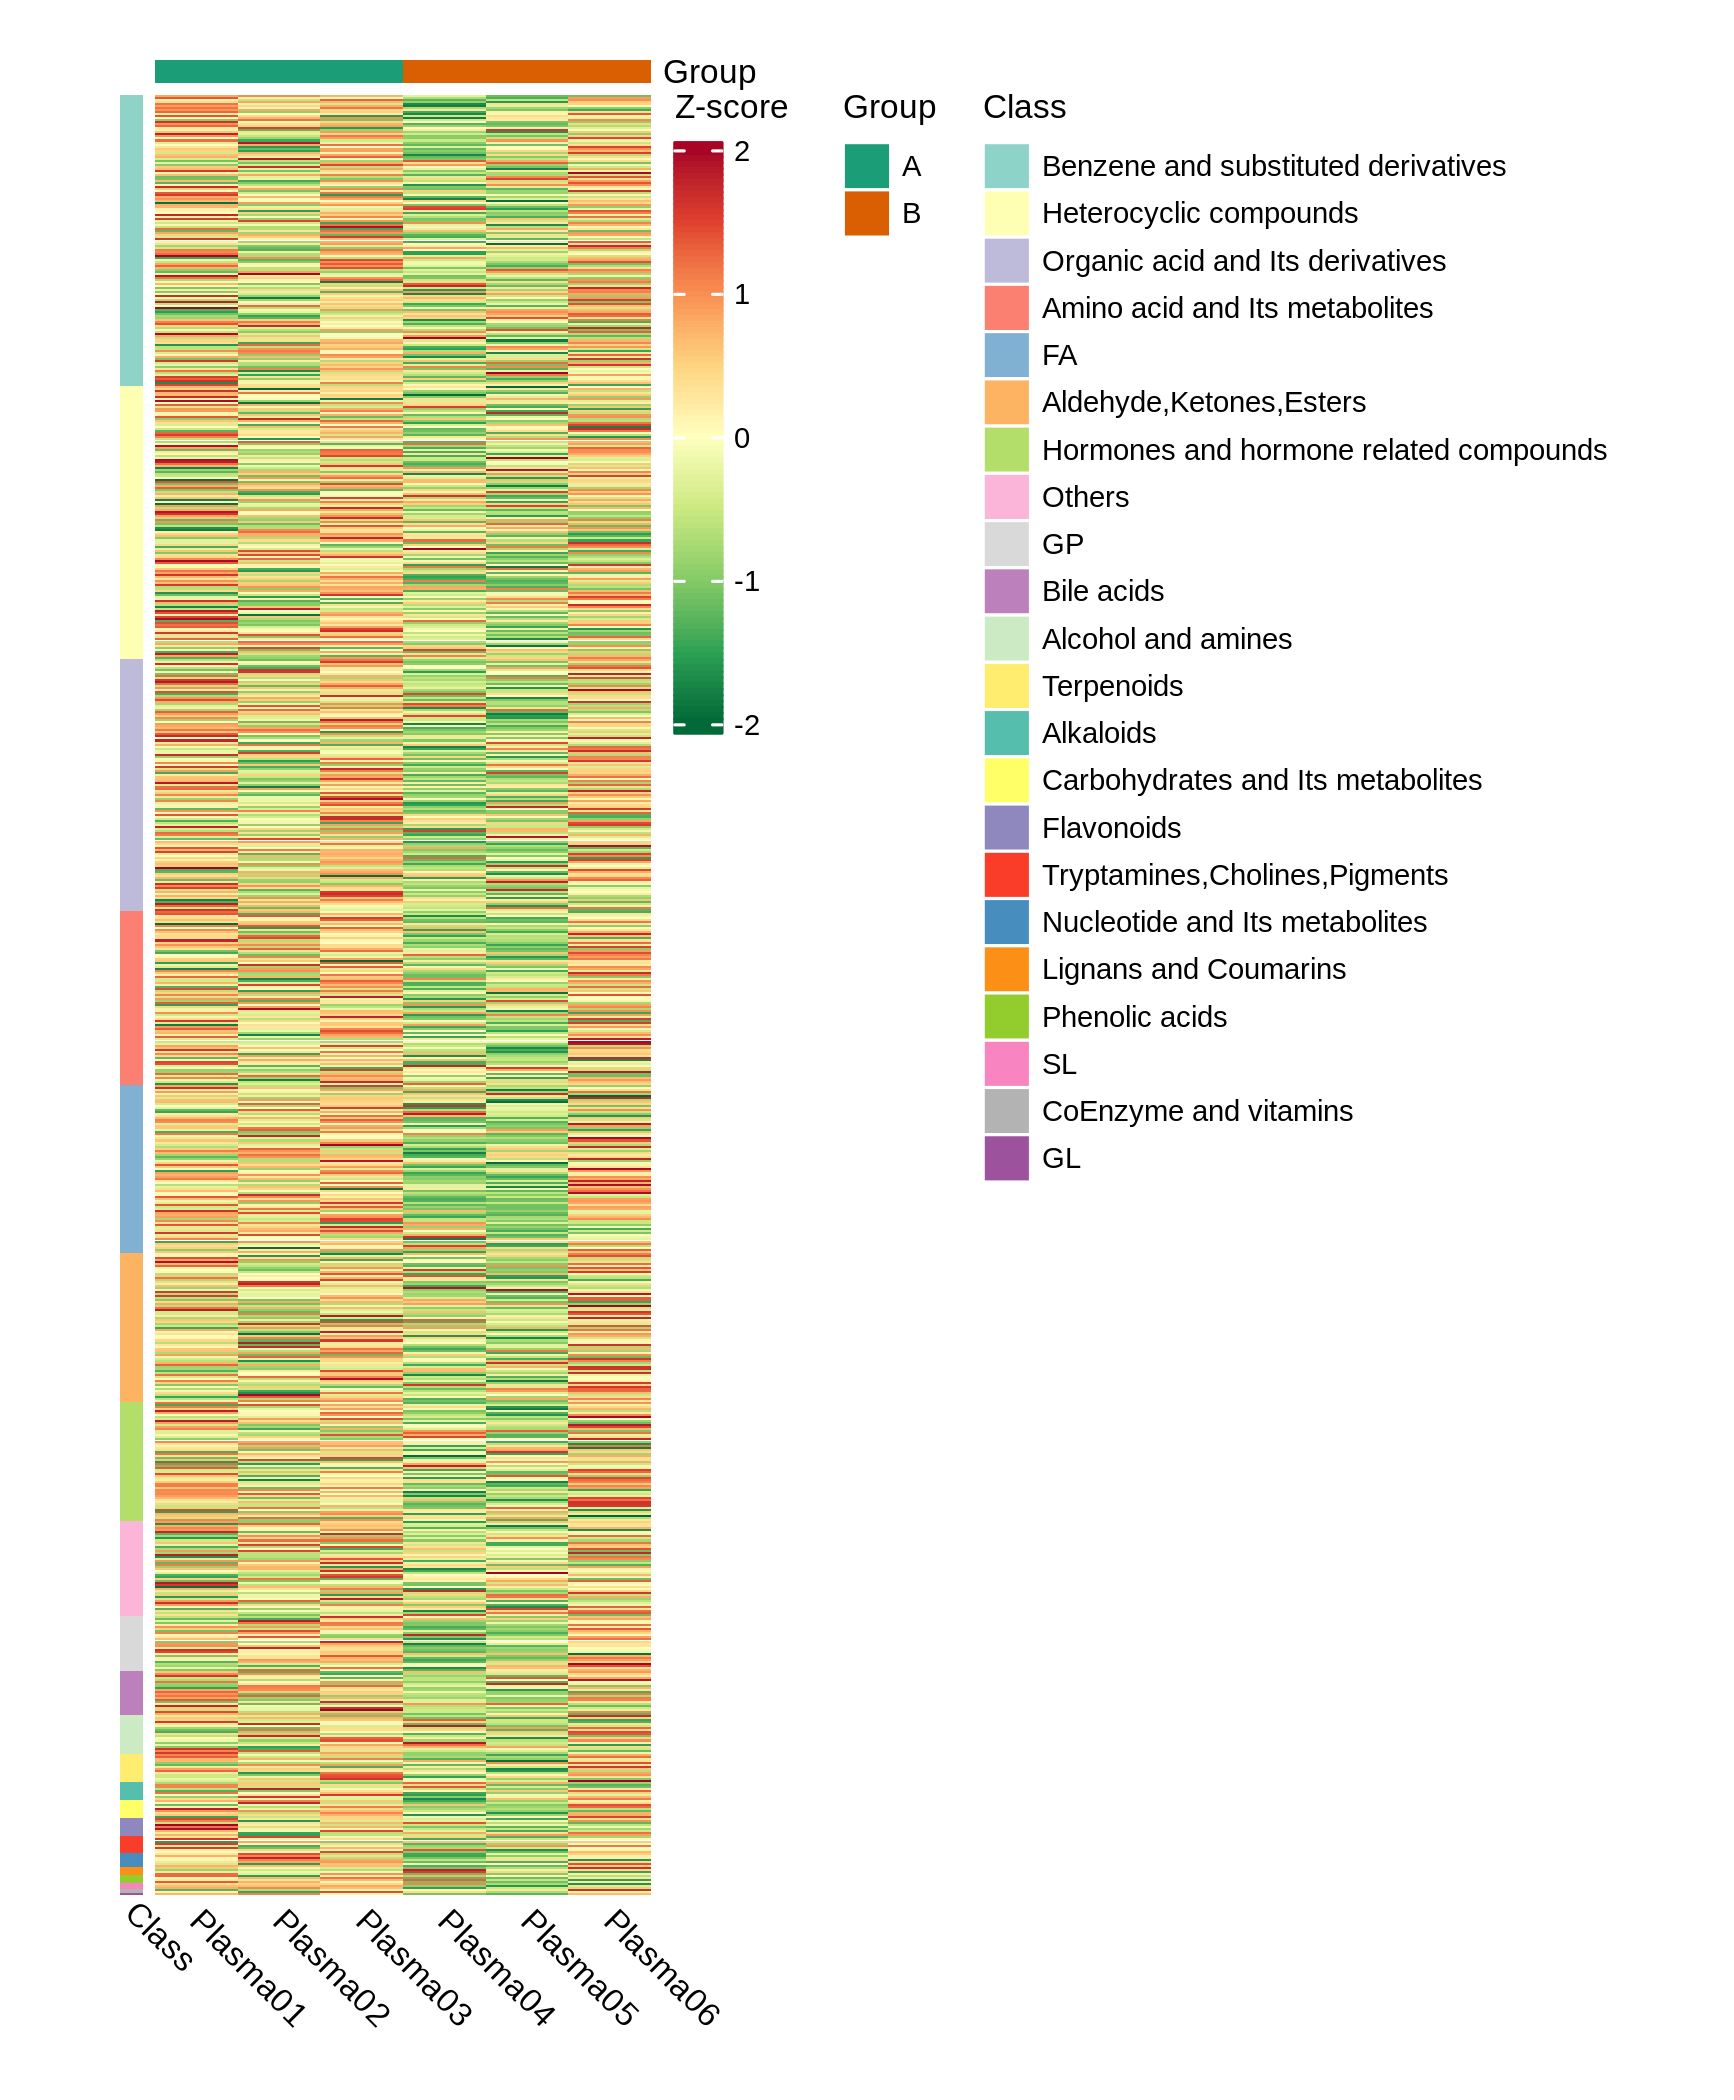 Group
Z-score
2
1
0
-1
-2
Group
A
B
Class
Benzene and substituted derivatives
Heterocyclic compounds
Organic acid and Its derivatives
Amino acid and Its metabolites
FA
Aldehyde,Ketones,Esters
Hormones and hormone related compounds
Others
GP
Bile acids
Alcohol and amines
Terpenoids
Alkaloids
Carbohydrates and Its metabolites
Flavonoids
Tryptamines,Cholines,Pigments
Nucleotide and Its metabolites
Lignans and Coumarins
Phenolic acids
SL
CoEnzyme and vitamins
GL
Class
Plasma01
Plasma02
Plasma03
Plasma04
Plasma05
Plasma06